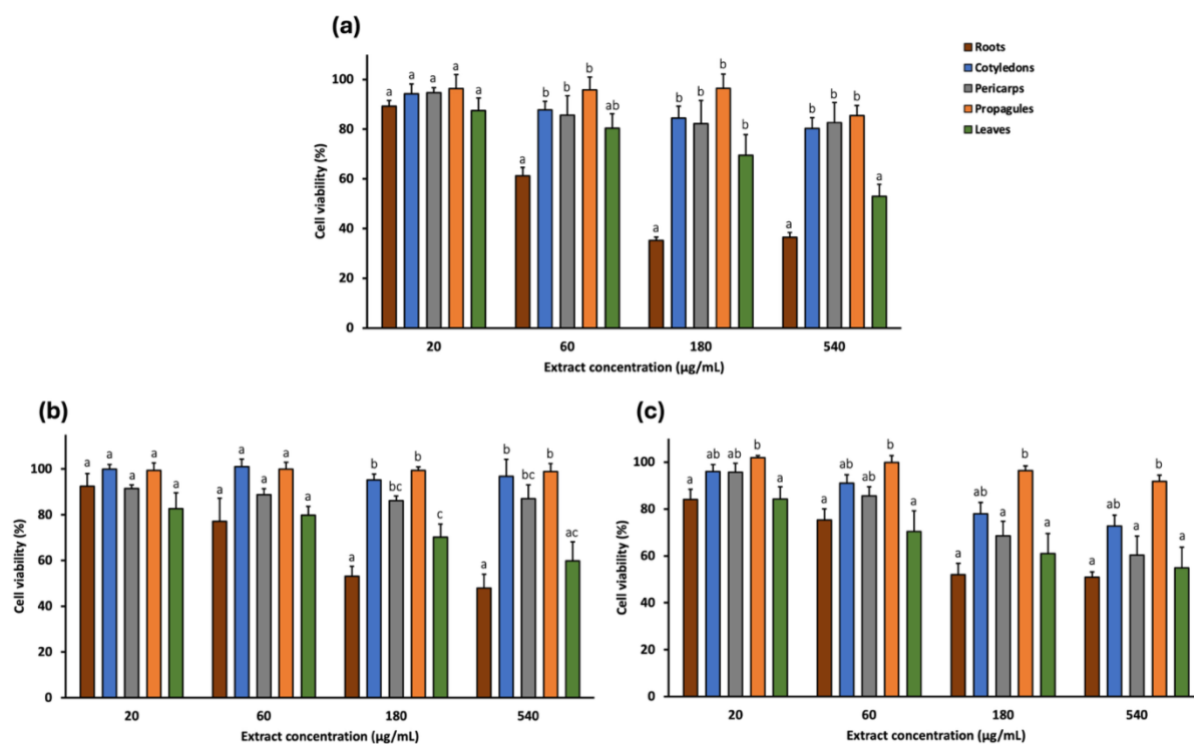 (a)
Roots
Cotyledons
Pericarps
Propagules
Leaves
Cell viability (%)
100
80
60
40
20
0
a a a a a
a b b b ab
a b b b b
a b b b a
20 60 180 540
Extract concentration (µg/mL)
(b)
Cell viability (%)
100
80
60
40
20
0
a a a a a
a a a a a
a b bc b c
a b bc b ac
20 60 180 540
Extract concentration (µg/mL)
(c)
Cell viability (%)
100
80
60
40
20
0
a ab ab b a
a ab ab b a
a ab a b a
a ab a b a
20 60 180 540
Extract concentration (µg/mL)